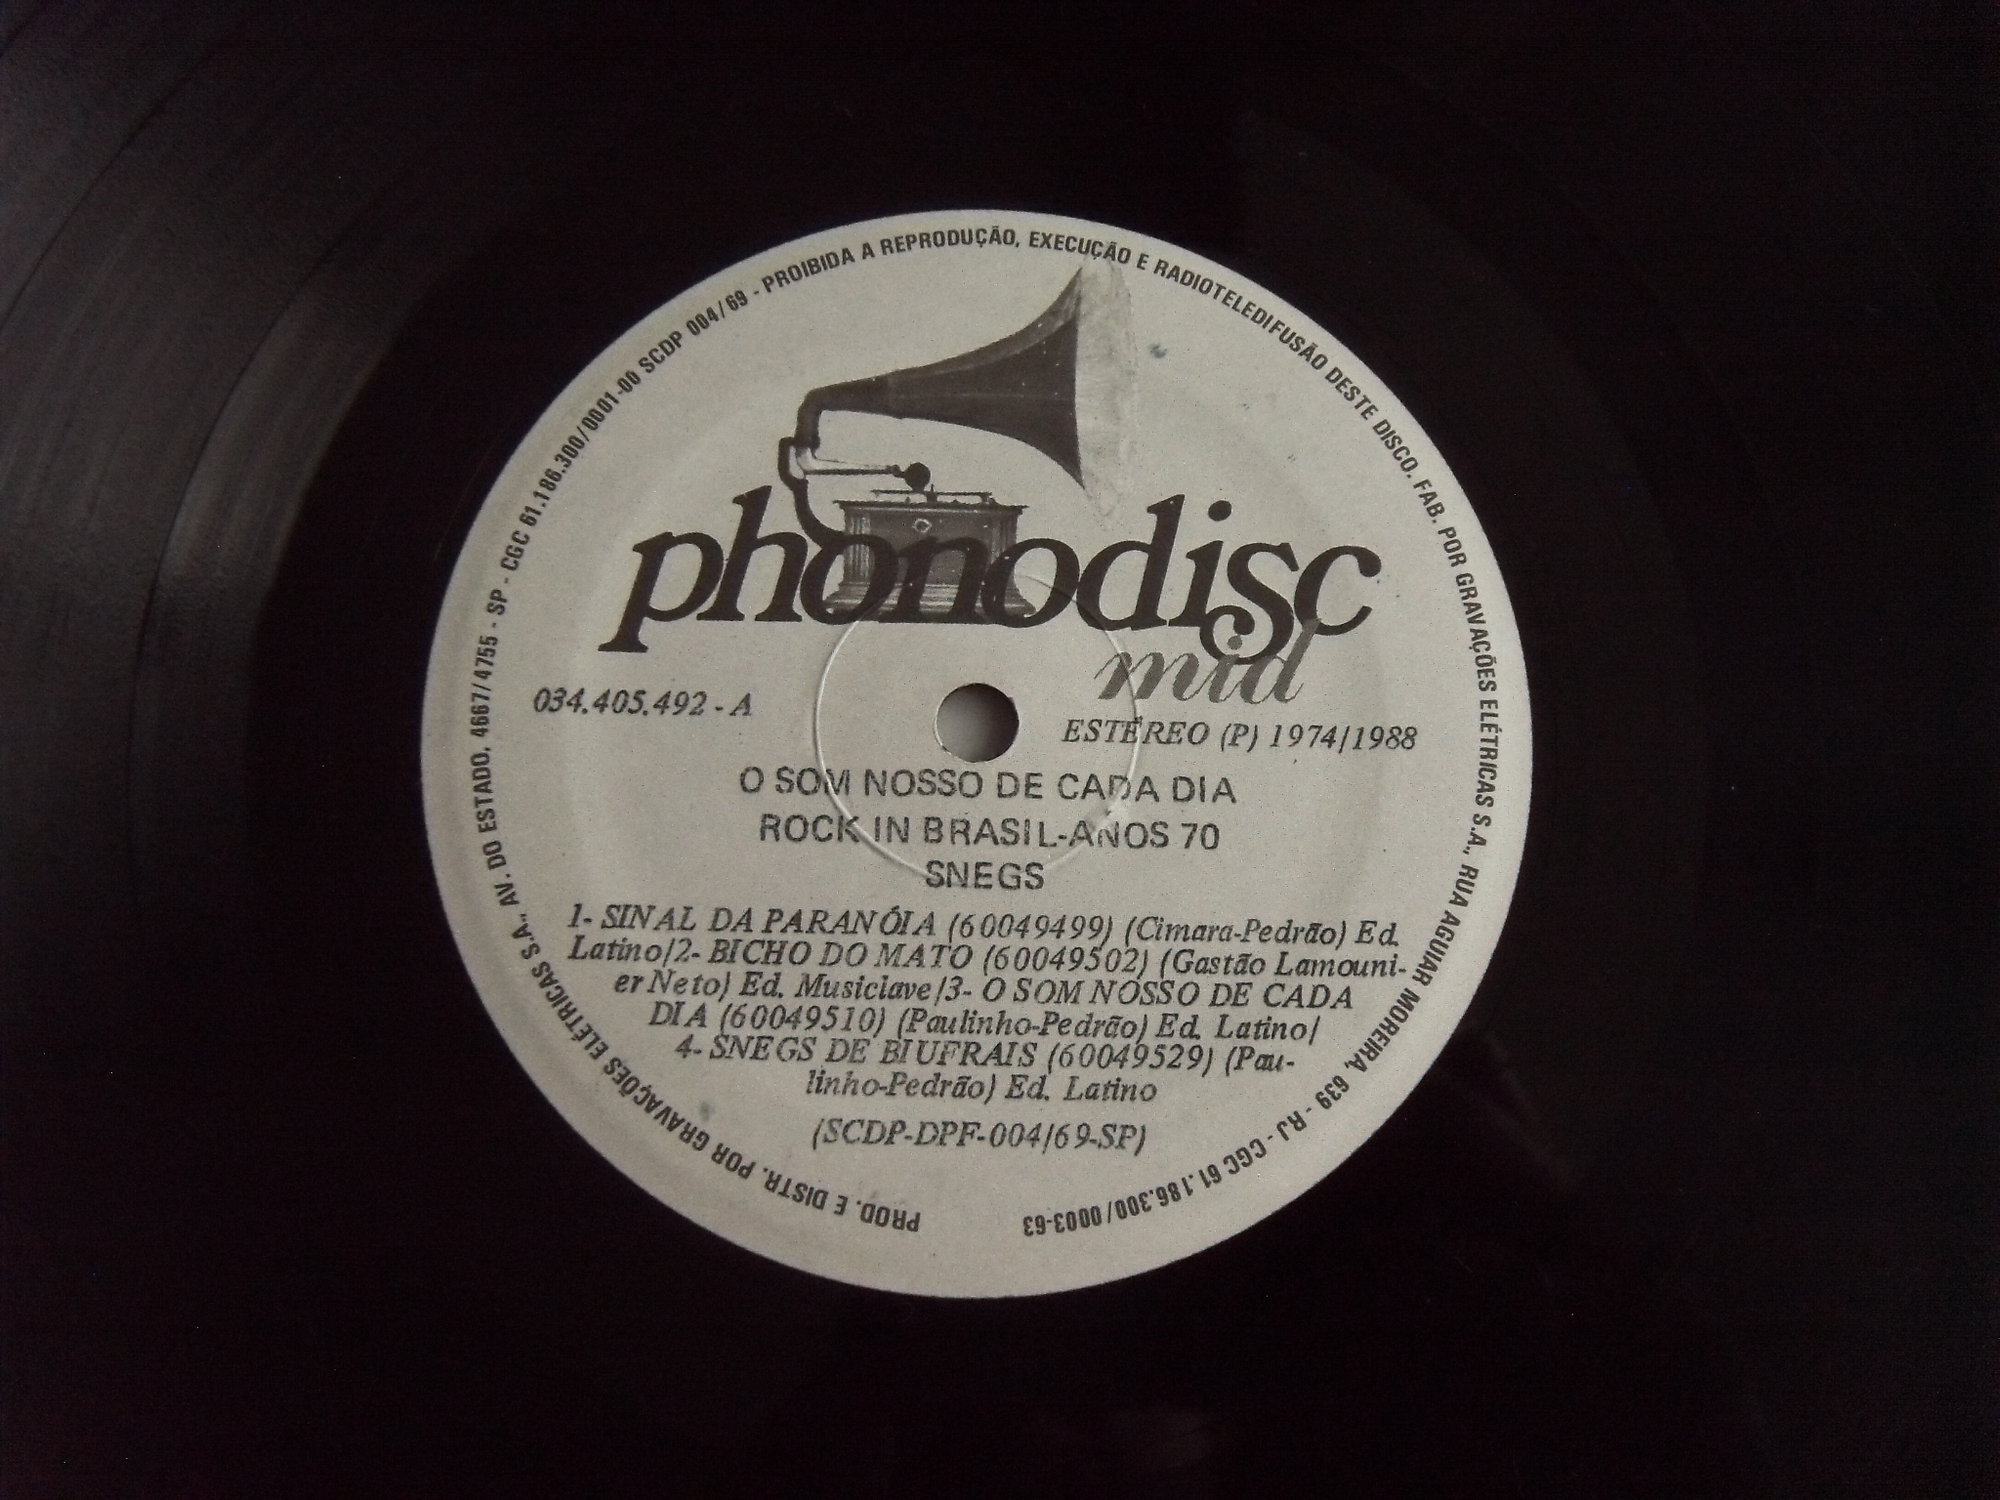 PROD. E DISTR. POR GRAVAÇÕES ELÉTRICAS S.A., AV. DO ESTADO, 4667/4755 - SP - CGC 61.186.300/0001-00 SCDP 004/69 - PROIBIDA A REPRODUÇÃO, EXECUÇÃO E RADIOTELEDIFUSÃO DESTE DISCO. FAB. POR GRAVAÇÕES ELÉTRICAS S.A., RUA AGUIAR MOREIRA, 639 - RJ - CGC 61.186.300/0003-63
phonodisc
mid
034.405.492 - A
ESTÉREO (P) 1974/1988
O SOM NOSSO DE CADA DIA
ROCK IN BRASIL-ANOS 70
SNEGS
1- SINAL DA PARANÓIA (60049499) (Cimara-Pedrão) Ed.
Latino/2- BICHO DO MATO (60049502) (Gastão Lamouni-
er Neto) Ed. Musiclave/3- O SOM NOSSO DE CADA
DIA (60049510) (Paulinho-Pedrão) Ed. Latino/
4- SNEGS DE BIUFRAIS (60049529) (Pau-
linho-Pedrão) Ed. Latino
(SCDP-DPF-004/69-SP)